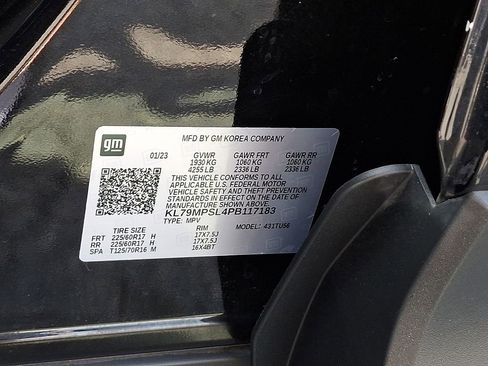 gm
MFD BY GM KOREA COMPANY
01/23 GVWR GAWR FRT GAWR RR
1930 KG 1060 KG 1060 KG
4255 LB 2336 LB 2336 LB
THIS VEHICLE CONFORMS TO ALL
APPLICABLE U.S. FEDERAL MOTOR
VEHICLE SAFETY AND THEFT PREVENTION
STANDARDS IN EFFECT ON THE DATE OF
MANUFACTURE SHOWN ABOVE.
KL79MPSL4PB117183
TYPE: MPV
TIRE SIZE RIM MODEL: 431TU56
FRT 225/60R17 H 17X7.5J
RR 225/60R17 H 17X7.5J
SPA T125/70R16 M 16X4BT